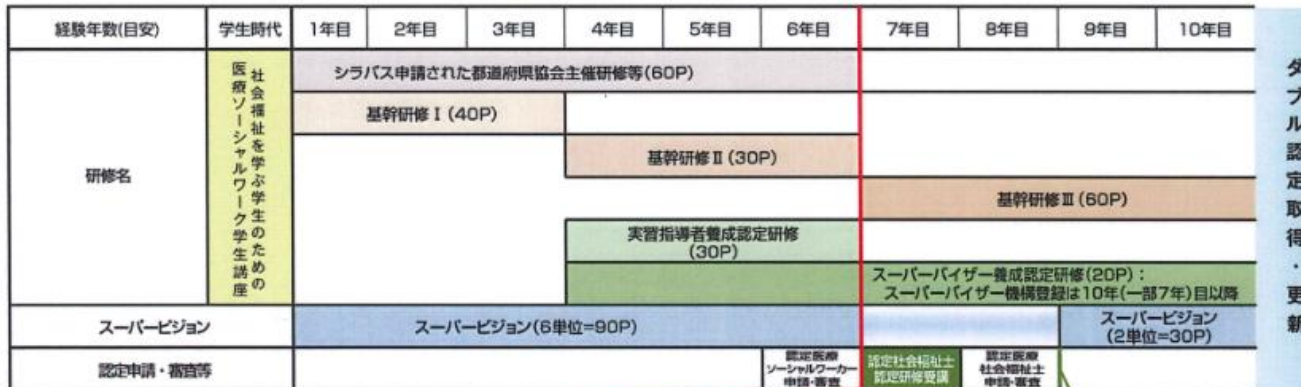 経験年数(目安)
学生時代
1年目
2年目
3年目
4年目
5年目
6年目
7年目
8年目
9年目
10年目
研修名
社会福祉を学ぶ学生のための
医療ソーシャルワーク学生講座
シラバス申請された都道府県協会主催研修等(60P)
基幹研修Ⅰ(40P)
基幹研修Ⅱ(30P)
基幹研修Ⅲ(60P)
実習指導者養成認定研修
(30P)
スーパーバイザー養成認定研修(20P):
スーパーバイザー機構登録は10年(一部7年)目以降
スーパービジョン
スーパービジョン(6単位=90P)
スーパービジョン
(2単位=30P)
認定申請・審査等
認定医療
ソーシャルワーカー
申請・審査
認定社会福祉士
認定研修受講
認定医療
社会福祉士
申請・審査
ダブル認定取得・更新